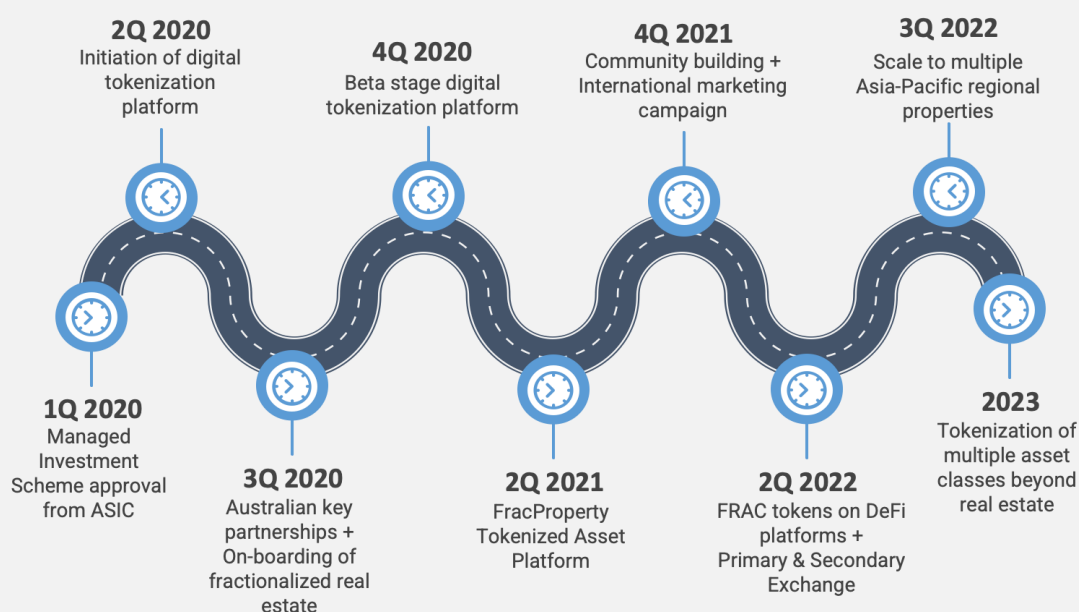 2Q 2020
Initiation of digital
tokenization
platform
4Q 2020
Beta stage digital
tokenization platform
4Q 2021
Community building +
International marketing
campaign
3Q 2022
Scale to multiple
Asia-Pacific regional
properties
1Q 2020
Managed
Investment
Scheme approval
from ASIC
3Q 2020
Australian key
partnerships +
On-boarding of
fractionalized real
estate
2Q 2021
FracProperty
Tokenized Asset
Platform
2Q 2022
FRAC tokens on DeFi
platforms +
Primary & Secondary
Exchange
2023
Tokenization of
multiple asset
classes beyond
real estate